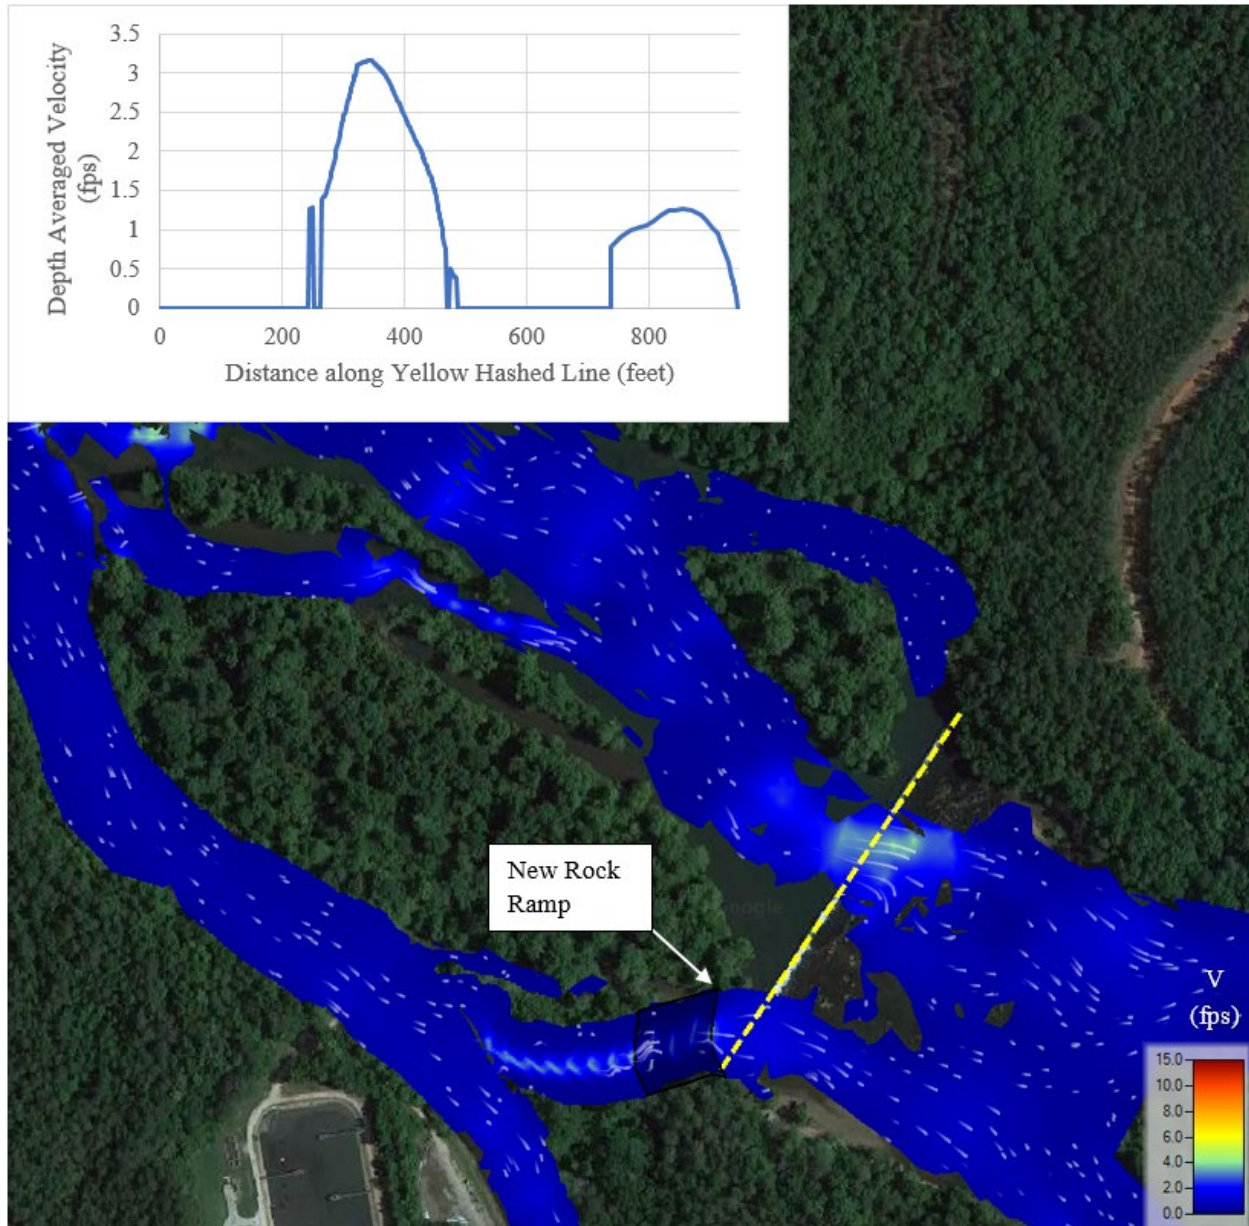 3.5
3
2.5
2
1.5
1
0.5
0
Depth Averaged Velocity
(fps)
0 200 400 600 800
Distance along Yellow Hashed Line (feet)
New Rock
Ramp
Google
V
(fps)
15.0
10.0
8.0
6.0
4.0
2.0
0.0